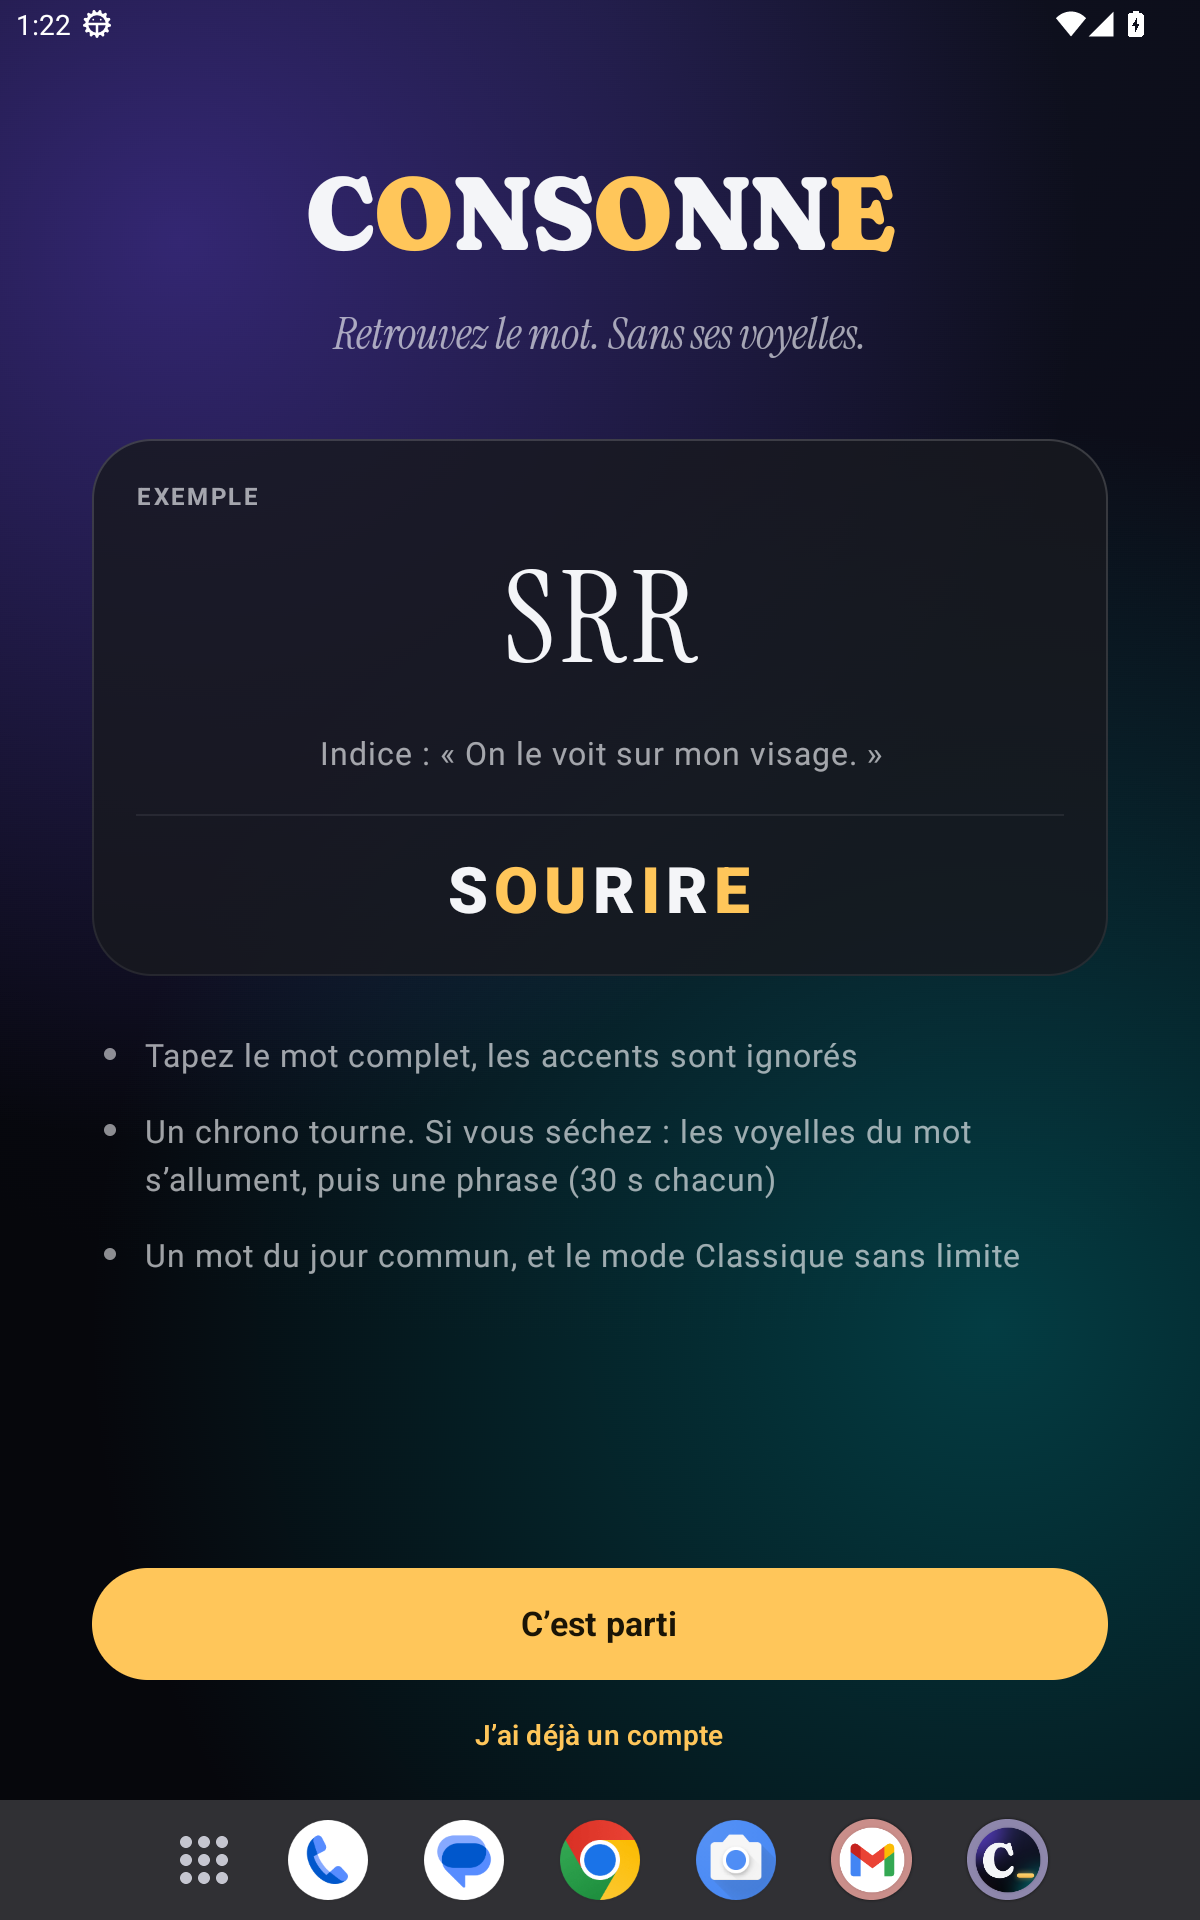 1:22
CONSONNE
Retrouvez le mot. Sans ses voyelles.
EXEMPLE
SRR
Indice : « On le voit sur mon visage. »
SOURIRE
Tapez le mot complet, les accents sont ignorés
Un chrono tourne. Si vous séchez : les voyelles du mot
s’allument, puis une phrase (30 s chacun)
Un mot du jour commun, et le mode Classique sans limite
C’est parti
J’ai déjà un compte
C_